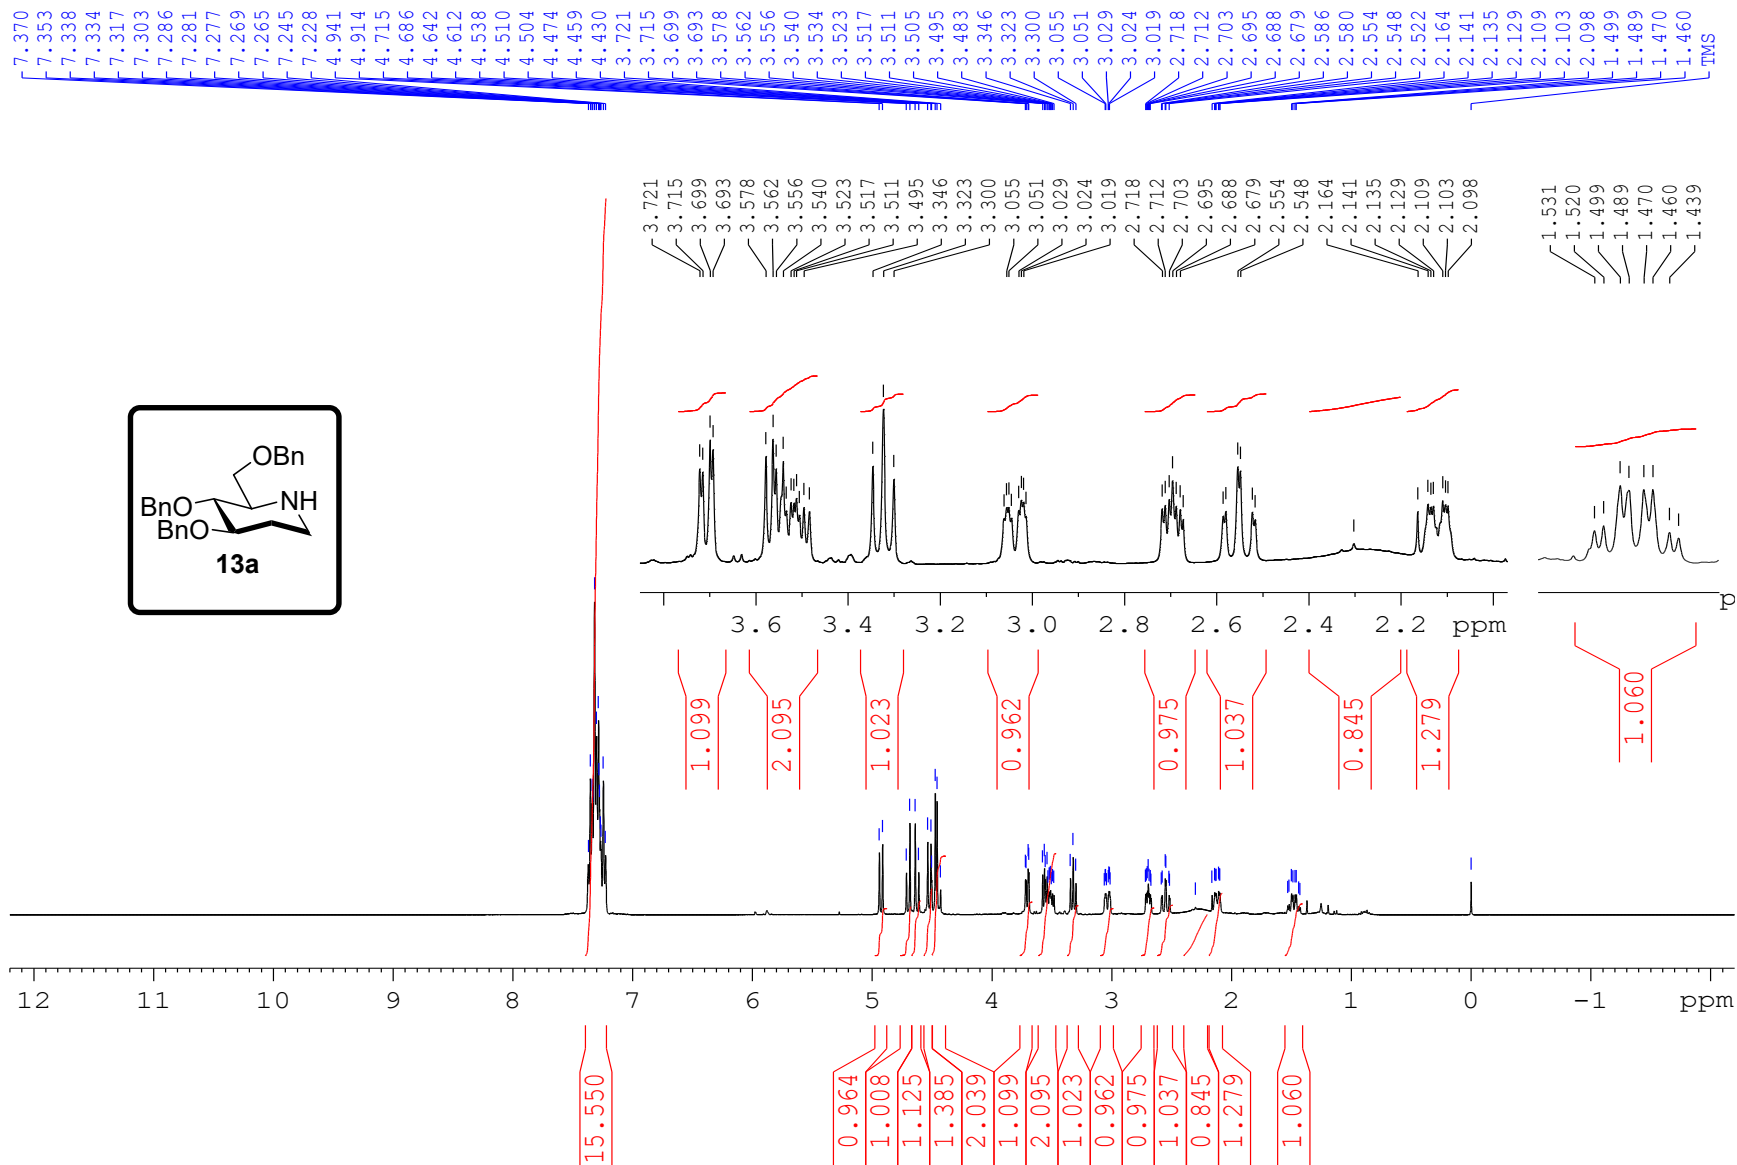 7.370 7.353 7.338 7.334 7.317 7.303 7.286 7.281 7.277 7.269 7.265 7.245 7.228 4.941 4.914 4.715 4.686 4.642 4.612 4.538 4.510 4.504 4.474 4.459 4.430 3.721 3.715 3.699 3.693 3.578 3.562 3.556 3.540 3.534 3.523 3.517 3.511 3.505 3.495 3.483 3.346 3.323 3.300 3.055 3.051 3.029 3.024 3.019 2.718 2.712 2.703 2.695 2.688 2.679 2.586 2.580 2.554 2.548 2.522 2.164 2.141 2.135 2.129 2.109 2.103 2.098 1.499 1.489 1.470 1.460 TMS
3.721 3.715 3.699 3.693 3.578 3.562 3.556 3.540 3.523 3.517 3.511 3.495 3.346 3.323 3.300 3.055 3.051 3.029 3.024 3.019 2.718 2.712 2.703 2.695 2.688 2.679 2.554 2.548 2.164 2.141 2.135 2.129 2.109 2.103 2.098
1.531 1.520 1.499 1.489 1.470 1.460 1.439
OBn
BnO
NH
BnO
13a
3.6 3.4 3.2 3.0 2.8 2.6 2.4 2.2 ppm
p
1.099 2.095 1.023 0.962 0.975 1.037 0.845 1.279 1.060
12 11 10 9 8 7 6 5 4 3 2 1 0 -1 ppm
15.550 0.964 1.008 1.125 1.385 2.039 1.099 2.095 1.023 0.962 0.975 1.037 0.845 1.279 1.060